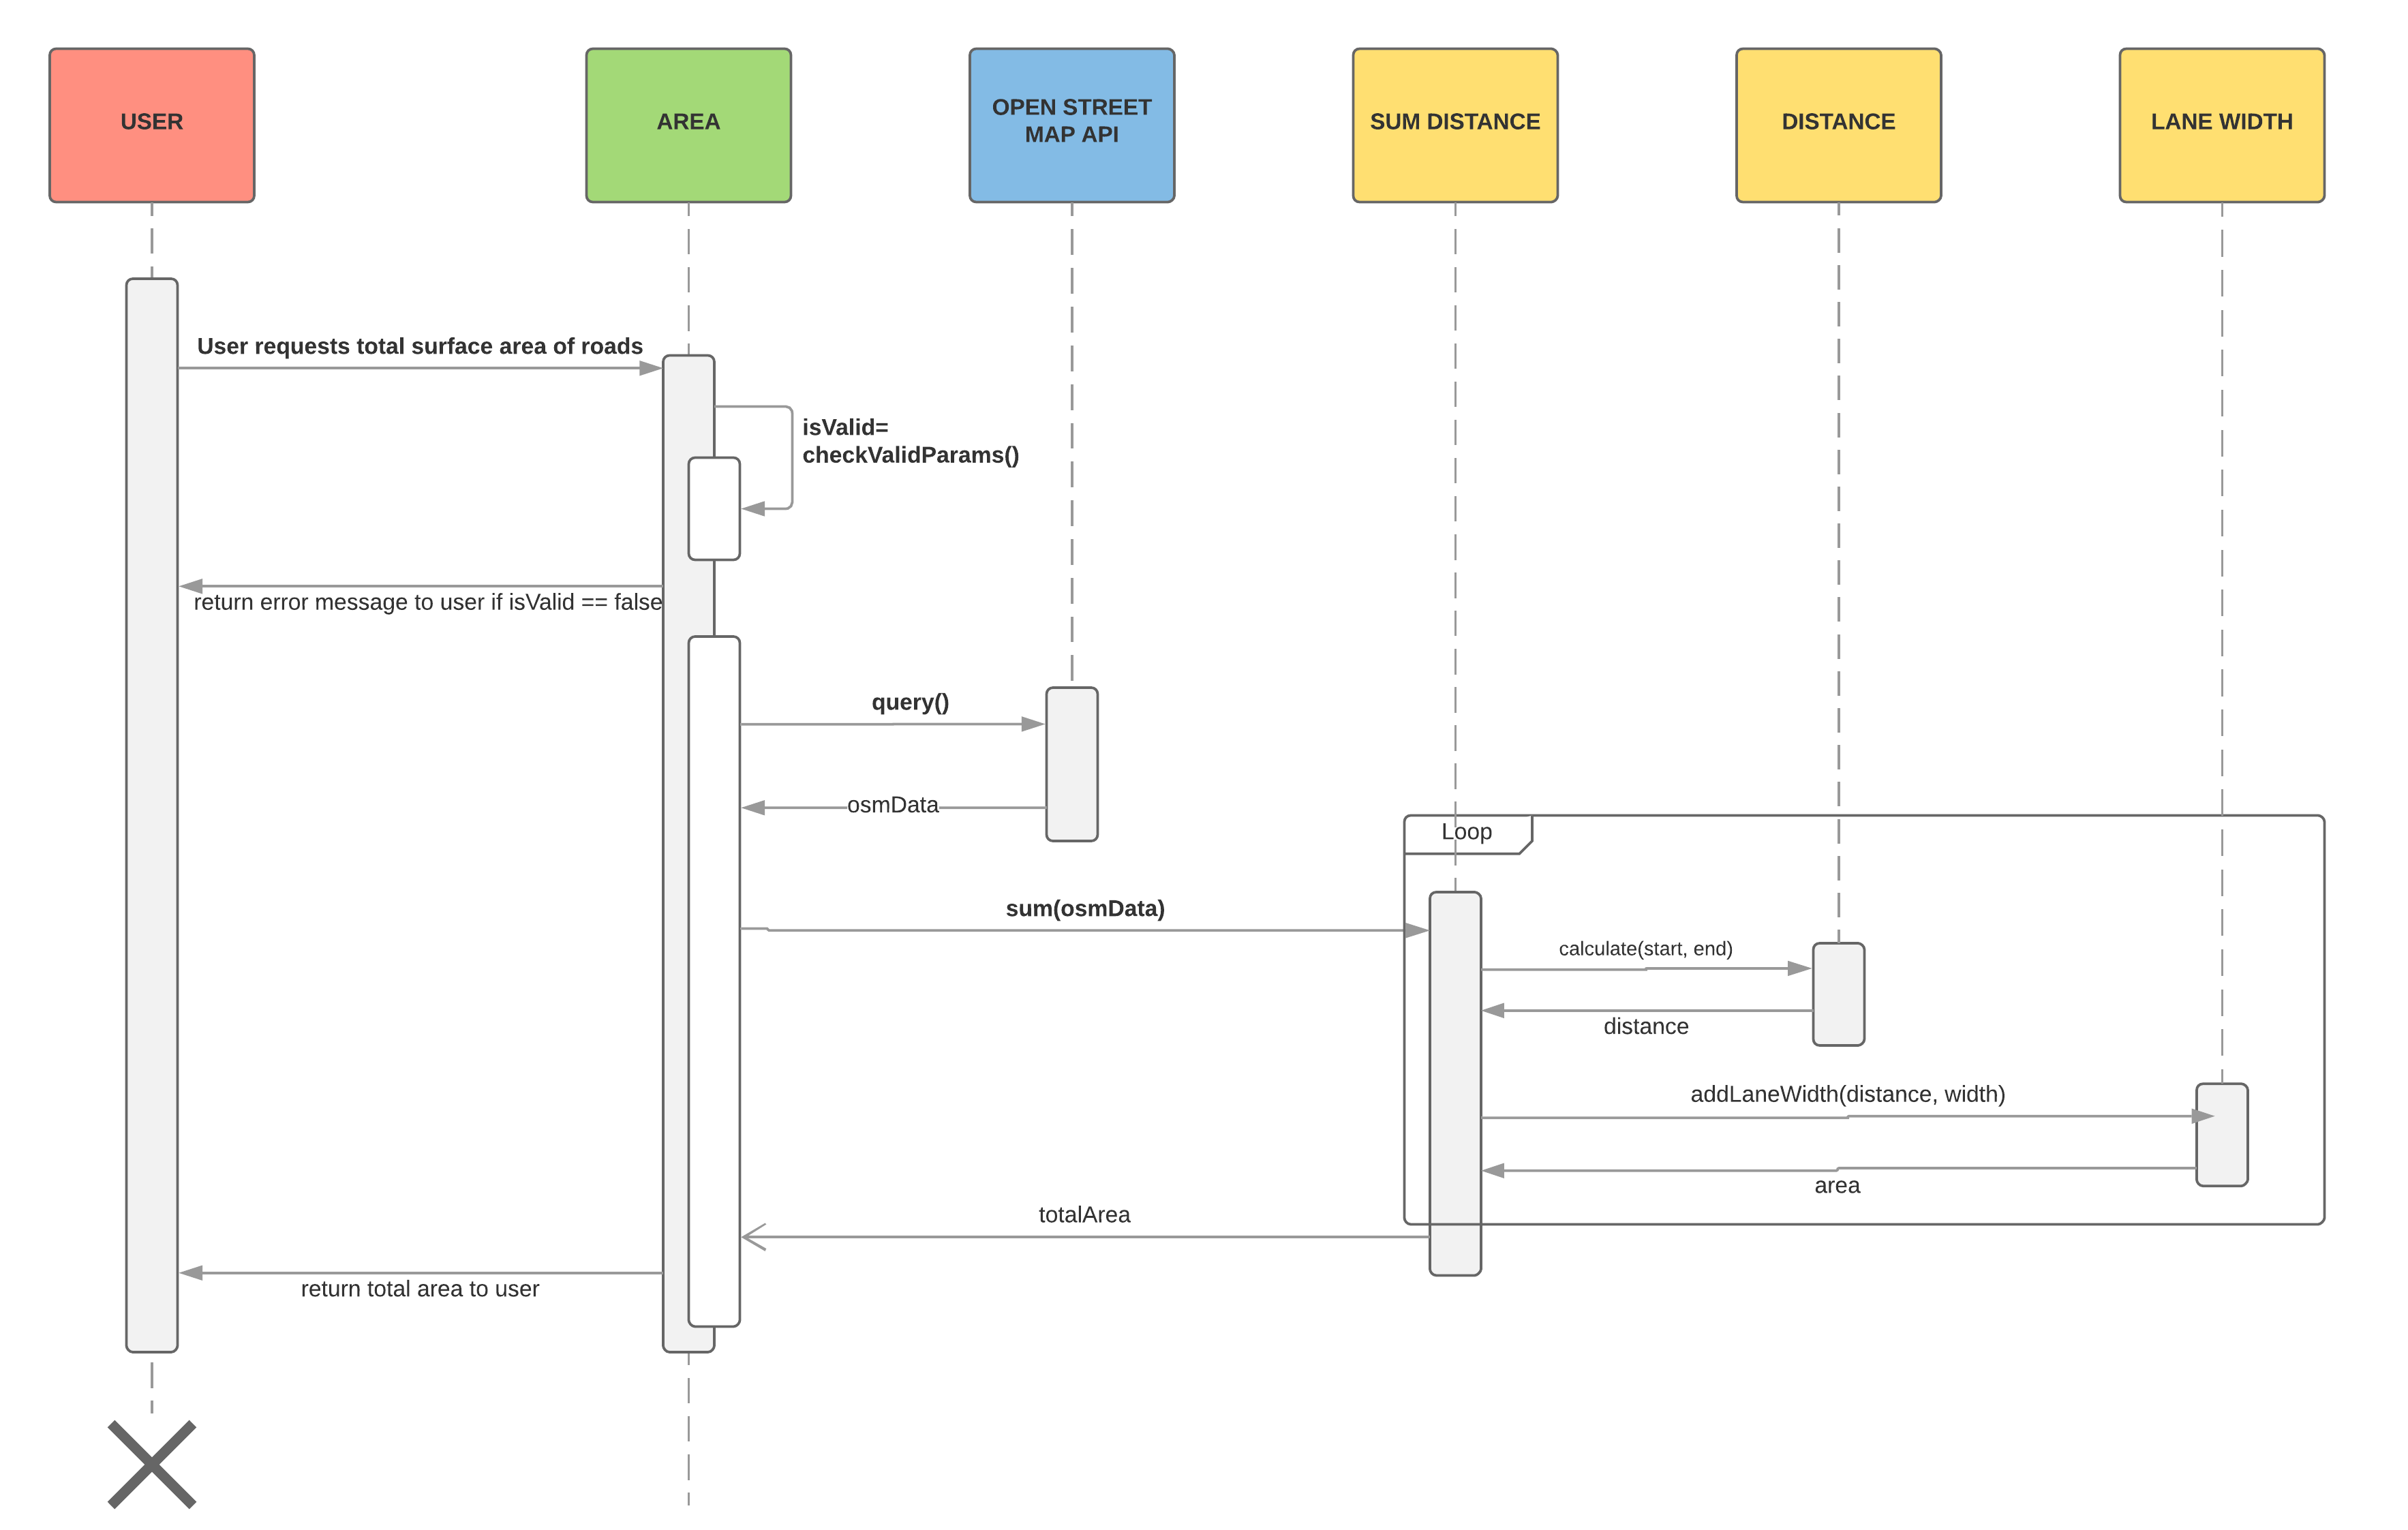 USER
AREA
OPEN STREET
MAP API
SUM DISTANCE
DISTANCE
LANE WIDTH
User requests total surface area of roads
isValid=
checkValidParams()
return error message to user if isValid == false
query()
osmData
Loop
sum(osmData)
calculate(start, end)
distance
addLaneWidth(distance, width)
area
totalArea
return total area to user